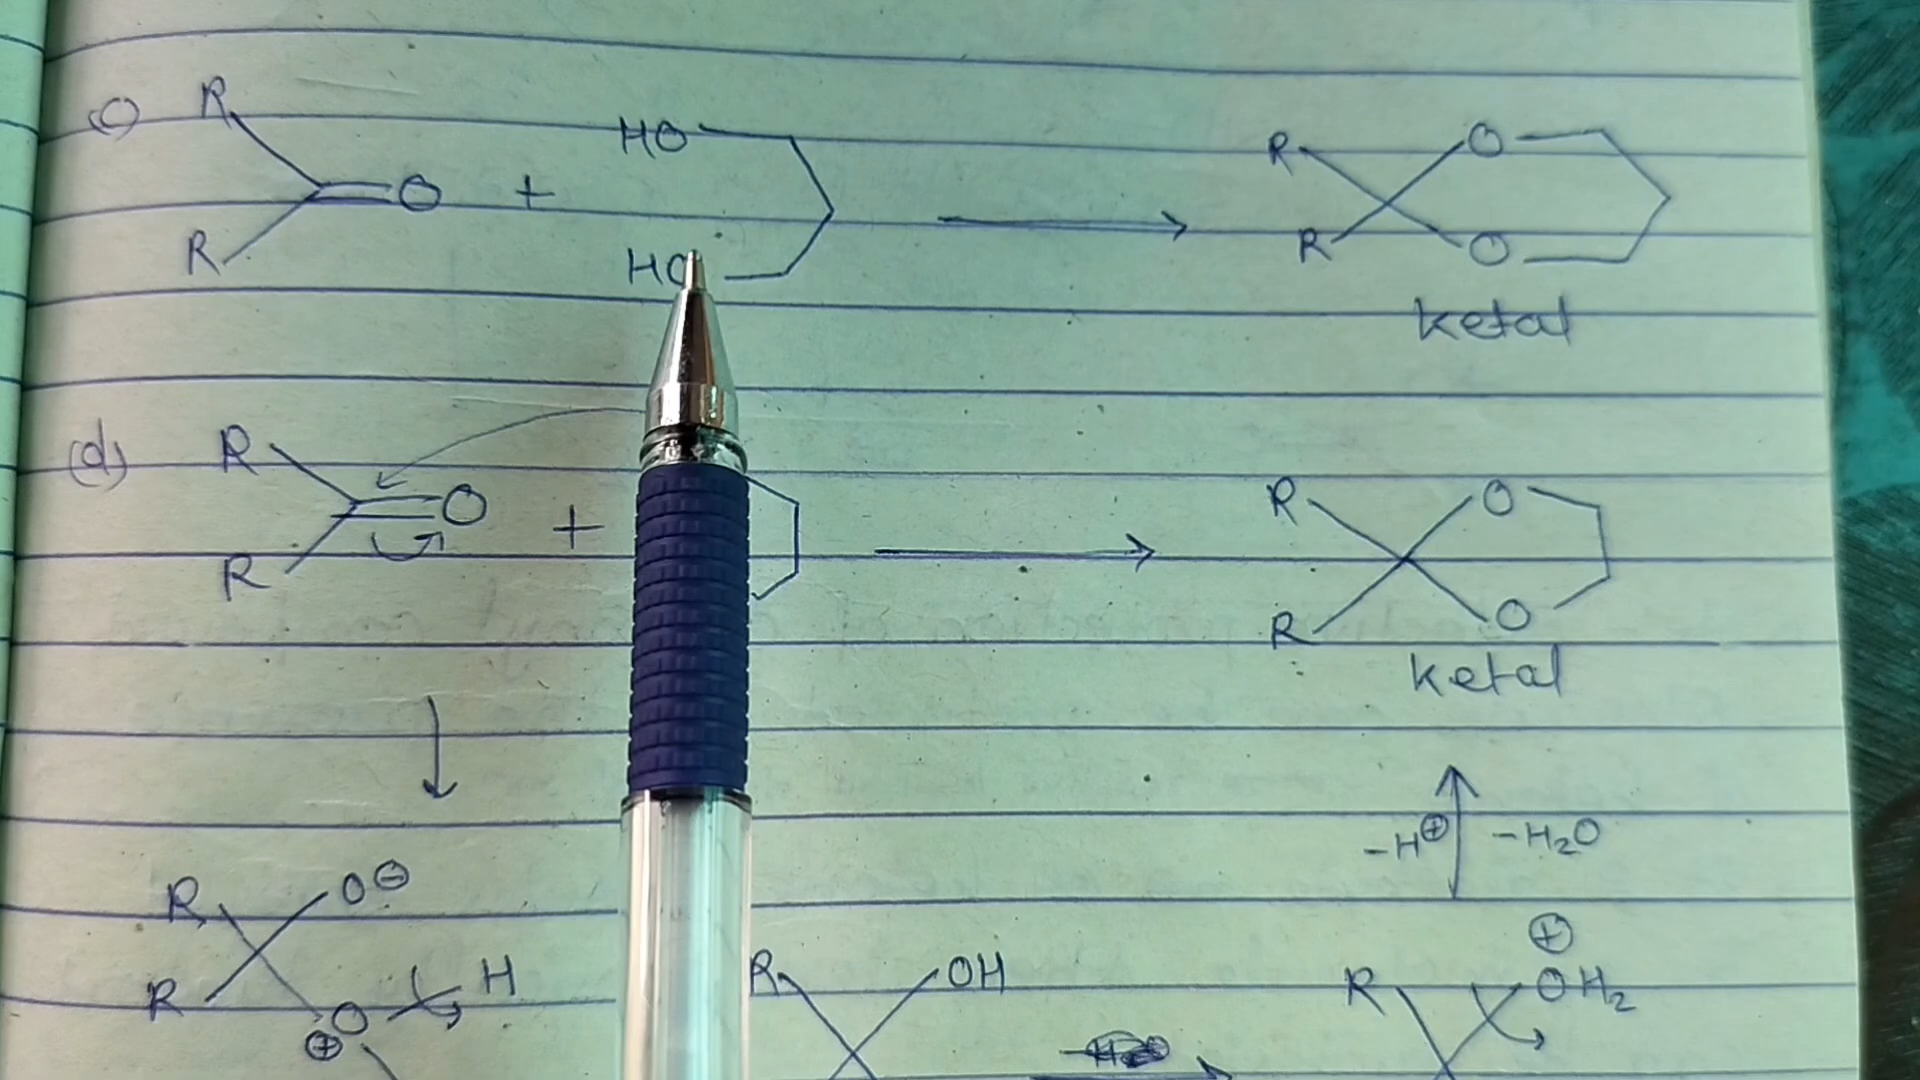 (c) R R =O + HO HO → R R O O
ketal
(d) R R =O + → R R O O
ketal
-H⊕ -H₂O
R R O⊖ O⊕ H
R OH
R OH₂ ⊕